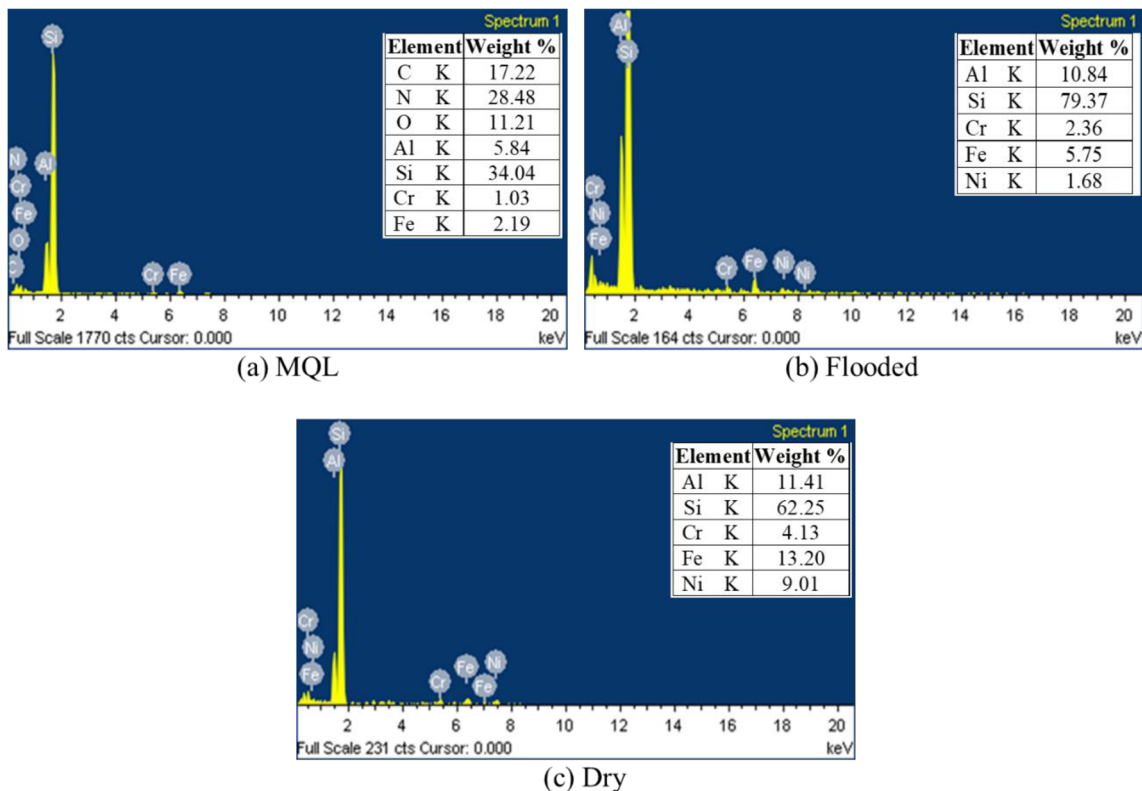 Spectrum 1
Si
Element Weight %
C K 17.22
N K 28.48
O K 11.21
Al K 5.84
Si K 34.04
Cr K 1.03
Fe K 2.19
N
Al
Cr
Fe
O
C
Cr Fe
2 4 6 8 10 12 14 16 18 20
Full Scale 1770 cts Cursor: 0.000 keV
(a) MQL
Spectrum 1
Al
Si
Element Weight %
Al K 10.84
Si K 79.37
Cr K 2.36
Fe K 5.75
Ni K 1.68
Cr
Ni
Fe
Cr Fe Ni Ni
2 4 6 8 10 12 14 16 18 20
Full Scale 164 cts Cursor: 0.000 keV
(b) Flooded
Spectrum 1
Si
Al
Element Weight %
Al K 11.41
Si K 62.25
Cr K 4.13
Fe K 13.20
Ni K 9.01
Cr
Ni
Fe
Cr Fe Fe Ni
2 4 6 8 10 12 14 16 18 20
Full Scale 231 cts Cursor: 0.000 keV
(c) Dry